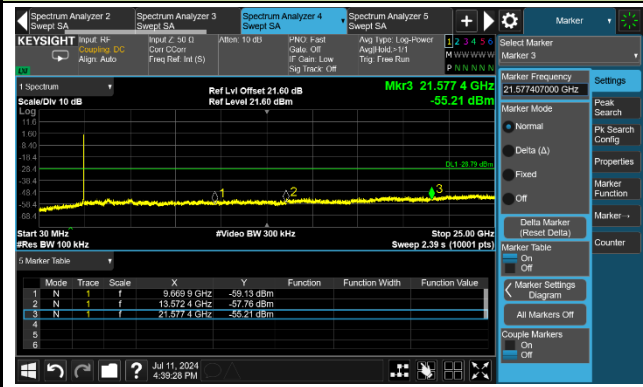 Spectrum Analyzer 2
Swept SA
Spectrum Analyzer 3
Swept SA
Spectrum Analyzer 4
Swept SA
Spectrum Analyzer 5
Swept SA
Marker
KEYSIGHT
Input: RF
Coupling: DC
Align: Auto
Input Z: 50 Ω
Corr CCorr
Freq Ref: Int (S)
Atten: 10 dB
PNO: Fast
Gate: Off
IF Gain: Low
Sig Track: Off
Avg Type: Log-Power
Avg|Hold:>1/1
Trig: Free Run
1 2 3 4 5 6
M W W W W W
P N N N N N
Select Marker
Marker 3
LXI
1 Spectrum
Scale/Div 10 dB
Ref Lvl Offset 21.60 dB
Ref Level 21.60 dBm
Mkr3 21.577 4 GHz
-55.21 dBm
Log
11.6
1.60
-8.40
-18.4
-28.4
-38.4
-48.4
-58.4
-68.4
DL1 -28.79 dBm
1
2
3
Start 30 MHz
#Res BW 100 kHz
#Video BW 300 kHz
Stop 25.00 GHz
Sweep 2.39 s (10001 pts)
5 Marker Table
Mode Trace Scale X Y Function Function Width Function Value
1 N 1 f 9.669 9 GHz -59.13 dBm
2 N 1 f 13.572 4 GHz -57.76 dBm
3 N 1 f 21.577 4 GHz -55.21 dBm
4
5
6
Marker Frequency
21.577407000 GHz
Marker Mode
Normal
Delta (Δ)
Fixed
Off
Delta Marker
(Reset Delta)
Marker Table
On
Off
Marker Settings
Diagram
All Markers Off
Couple Markers
On
Off
Settings
Peak
Search
Pk Search
Config
Properties
Marker
Function
Marker→
Counter
Jul 11, 2024
4:39:28 PM